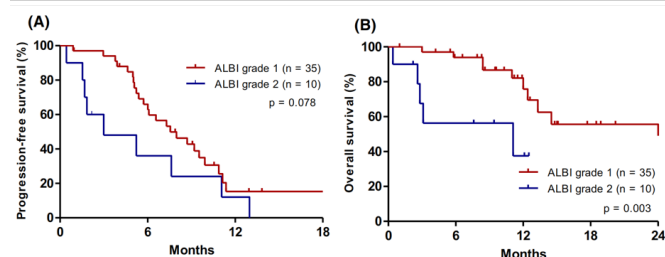 (A)
Progression-free survival (%)
100
80
60
40
20
0
ALBI grade 1 (n = 35)
ALBI grade 2 (n = 10)
p = 0.078
0 6 12 18
Months
(B)
Overall survival (%)
100
80
60
40
20
0
ALBI grade 1 (n = 35)
ALBI grade 2 (n = 10)
p = 0.003
0 6 12 18 24
Months